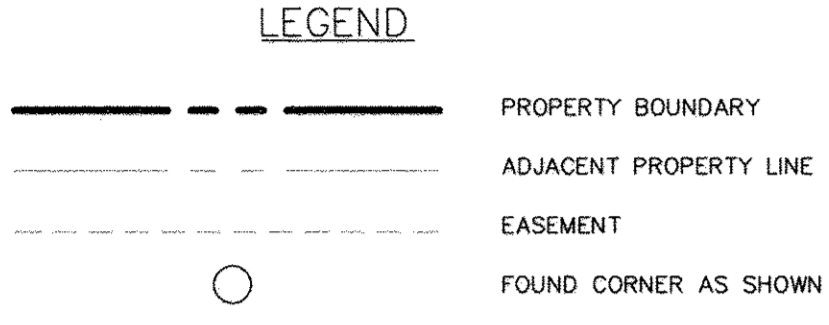 LEGEND
PROPERTY BOUNDARY
ADJACENT PROPERTY LINE
EASEMENT
FOUND CORNER AS SHOWN